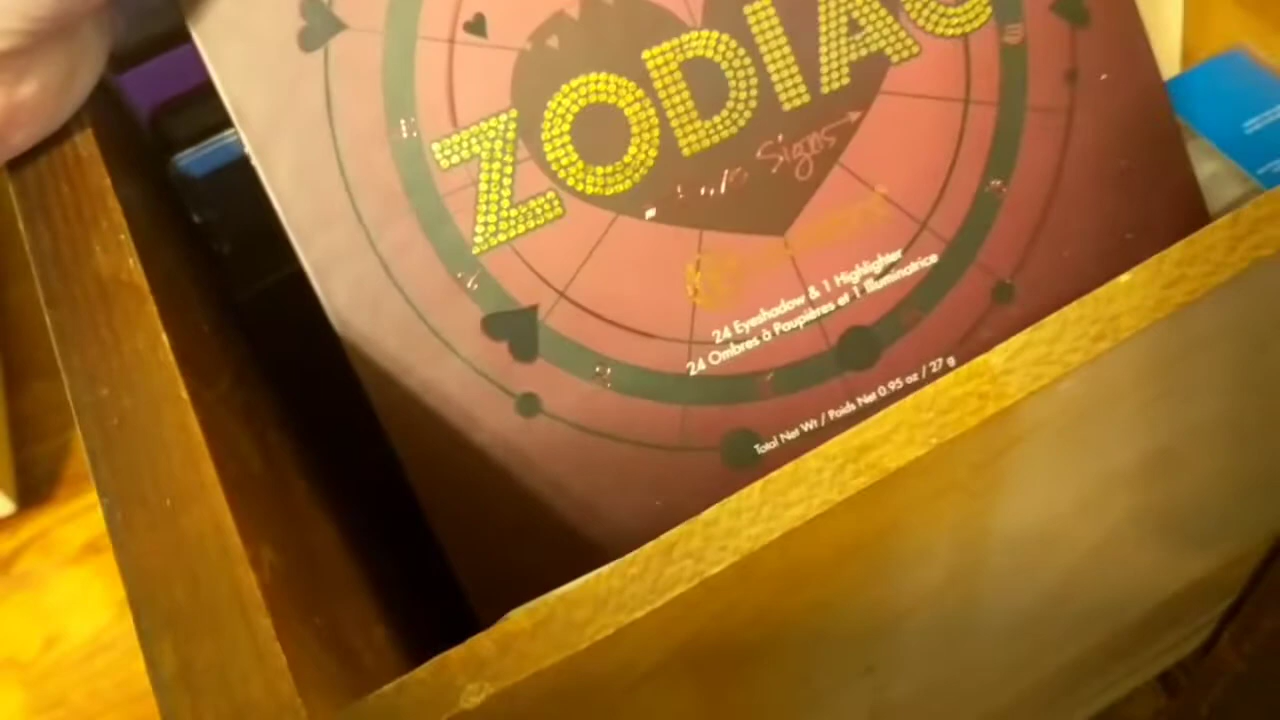 ZODIAC
Signs
24 Eyeshadow & 1 Highlighter
24 Ombres à Paupières et 1 Illuminatrice
Total Net Wt / Poids Net 0.95 oz / 27 g